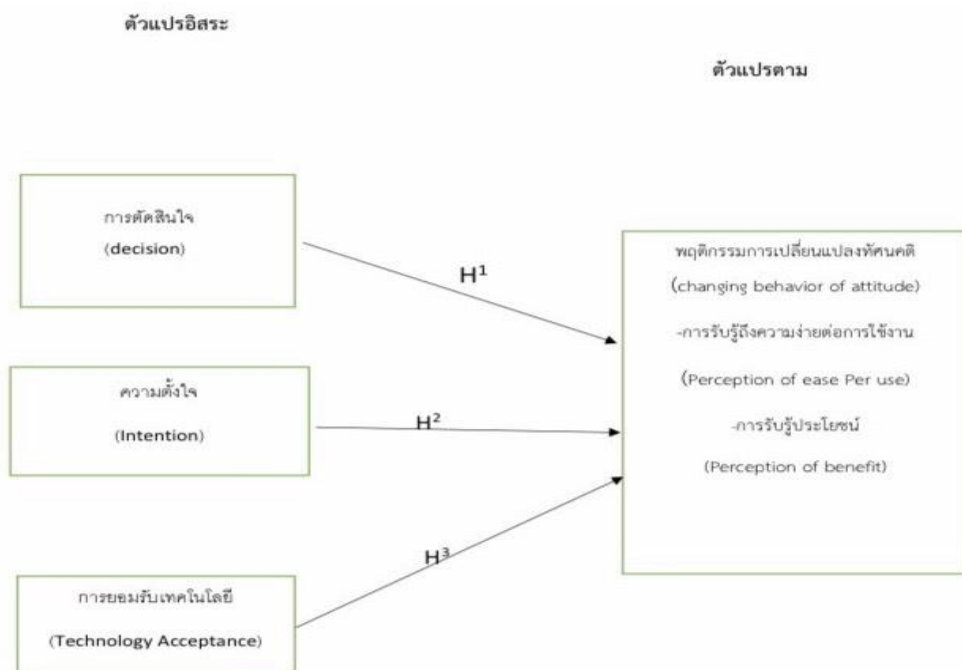 ตัวแปรอิสระ
ตัวแปรตาม
การตัดสินใจ
(decision)
H¹
ความตั้งใจ
(Intention)
H²
การยอมรับเทคโนโลยี
(Technology Acceptance)
H³
พฤติกรรมการเปลี่ยนแปลงทัศนคติ
(changing behavior of attitude)
-การรับรู้ถึงความง่ายต่อการใช้งาน
(Perception of ease Per use)
-การรับรู้ประโยชน์
(Perception of benefit)